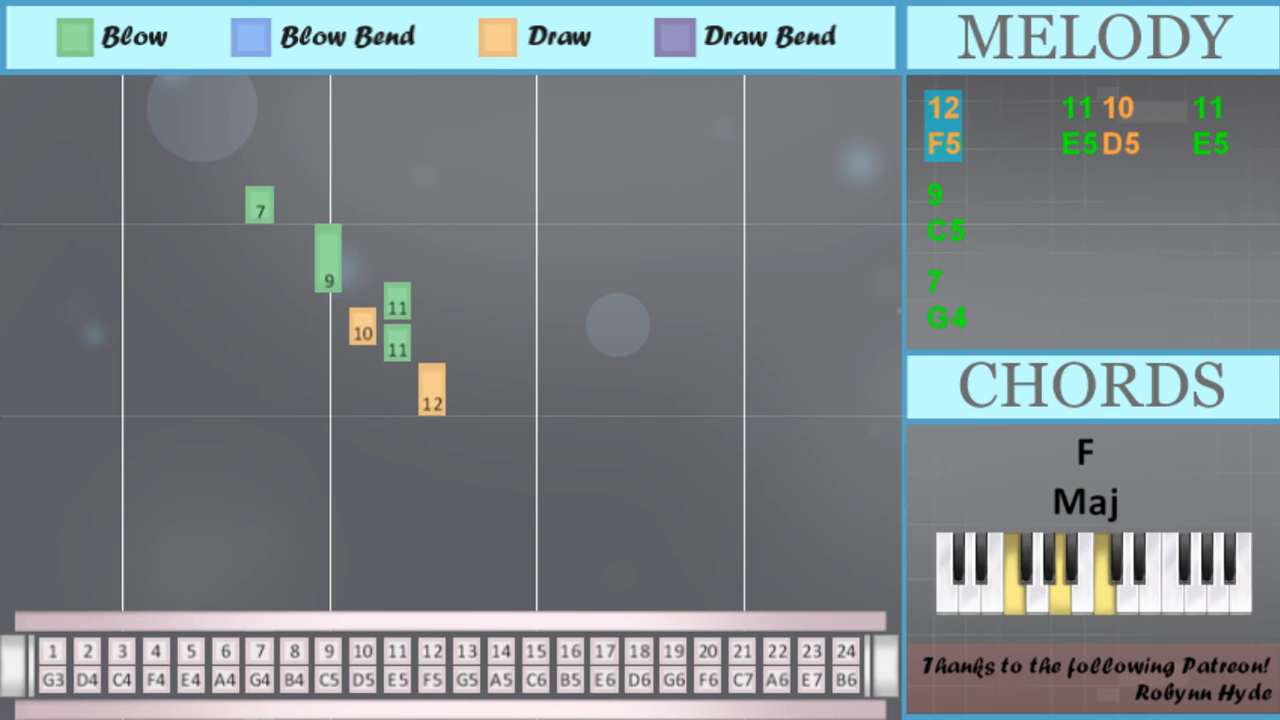 Blow Blow Bend Draw Draw Bend
MELODY
12 11 10 11
F5 E5 D5 E5
9
C5
7
G4
7
9
11
10
11
12
CHORDS
F
Maj
1 2 3 4 5 6 7 8 9 10 11 12 13 14 15 16 17 18 19 20 21 22 23 24
G3 D4 C4 F4 E4 A4 G4 B4 C5 D5 E5 F5 G5 A5 C6 B5 E6 D6 G6 F6 C7 A6 E7 B6
Thanks to the following Patreon!
Robynn Hyde